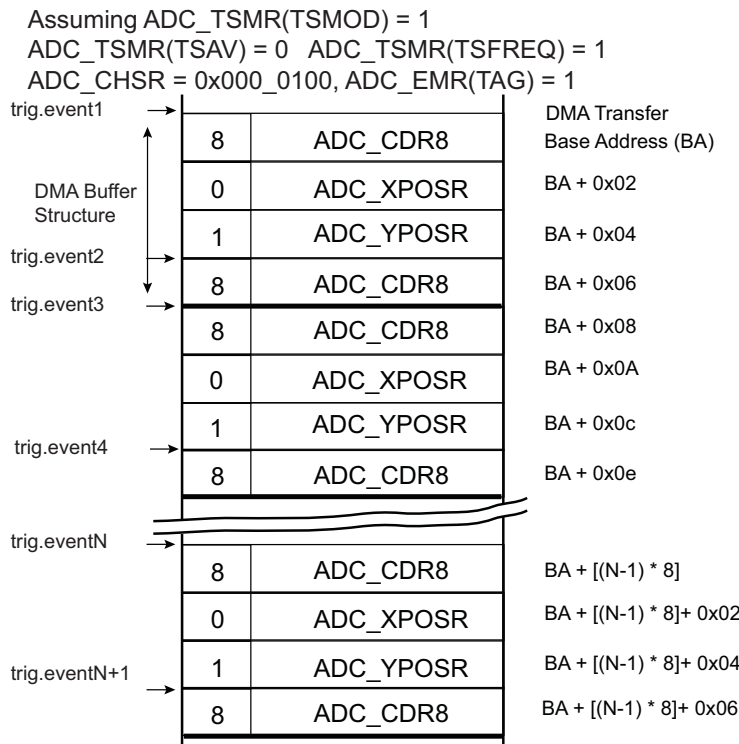 Assuming ADC_TSMR(TSMOD) = 1
ADC_TSMR(TSAV) = 0 ADC_TSMR(TSFREQ) = 1
ADC_CHSR = 0x000_0100, ADC_EMR(TAG) = 1
trig.event1
DMA Transfer
8 ADC_CDR8 Base Address (BA)
DMA Buffer
Structure
0 ADC_XPOSR BA + 0x02
1 ADC_YPOSR BA + 0x04
trig.event2
8 ADC_CDR8 BA + 0x06
trig.event3
8 ADC_CDR8 BA + 0x08
0 ADC_XPOSR BA + 0x0A
1 ADC_YPOSR BA + 0x0c
trig.event4
8 ADC_CDR8 BA + 0x0e
trig.eventN
8 ADC_CDR8 BA + [(N-1) * 8]
0 ADC_XPOSR BA + [(N-1) * 8]+ 0x02
1 ADC_YPOSR BA + [(N-1) * 8]+ 0x04
trig.eventN+1
8 ADC_CDR8 BA + [(N-1) * 8]+ 0x06